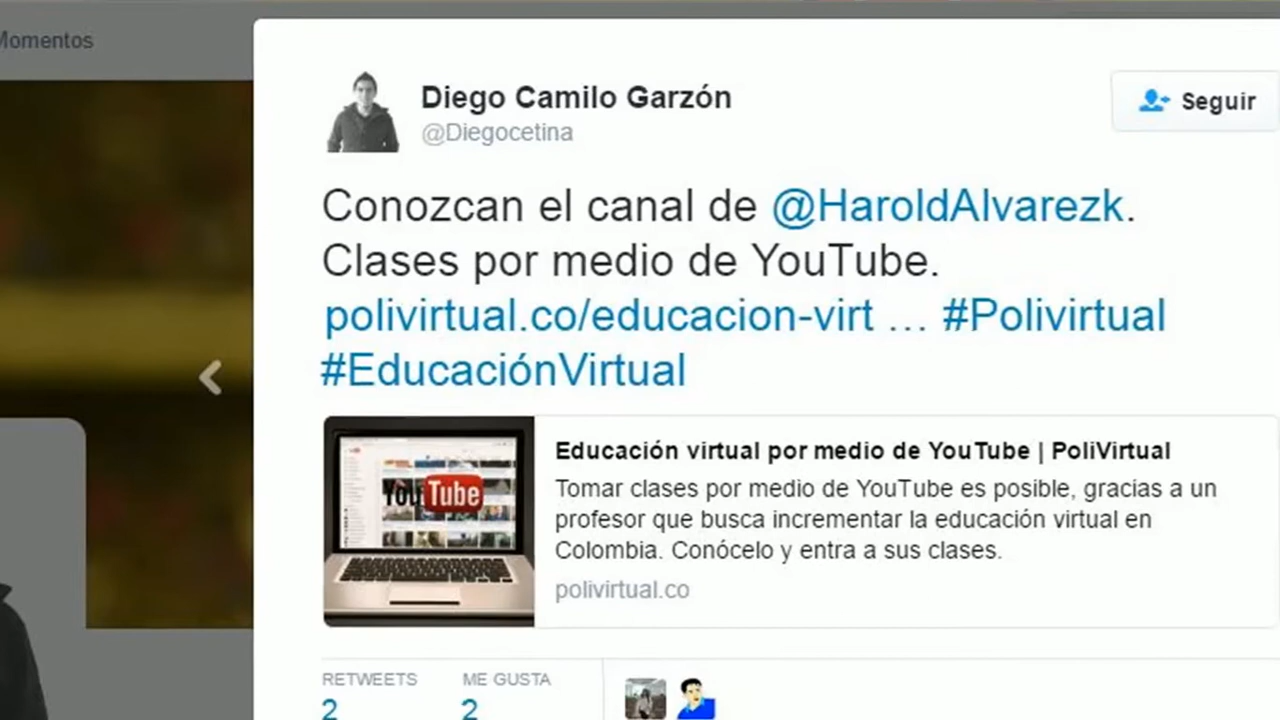 Momentos
Diego Camilo Garzón
@Diegocetina
Seguir
Conozcan el canal de @HaroldAlvarezk.
Clases por medio de YouTube.
polivirtual.co/educacion-virt … #Polivirtual
#EducaciónVirtual
YouTube
Educación virtual por medio de YouTube | PoliVirtual
Tomar clases por medio de YouTube es posible, gracias a un
profesor que busca incrementar la educación virtual en
Colombia. Conócelo y entra a sus clases.
polivirtual.co
RETWEETS
2
ME GUSTA
2